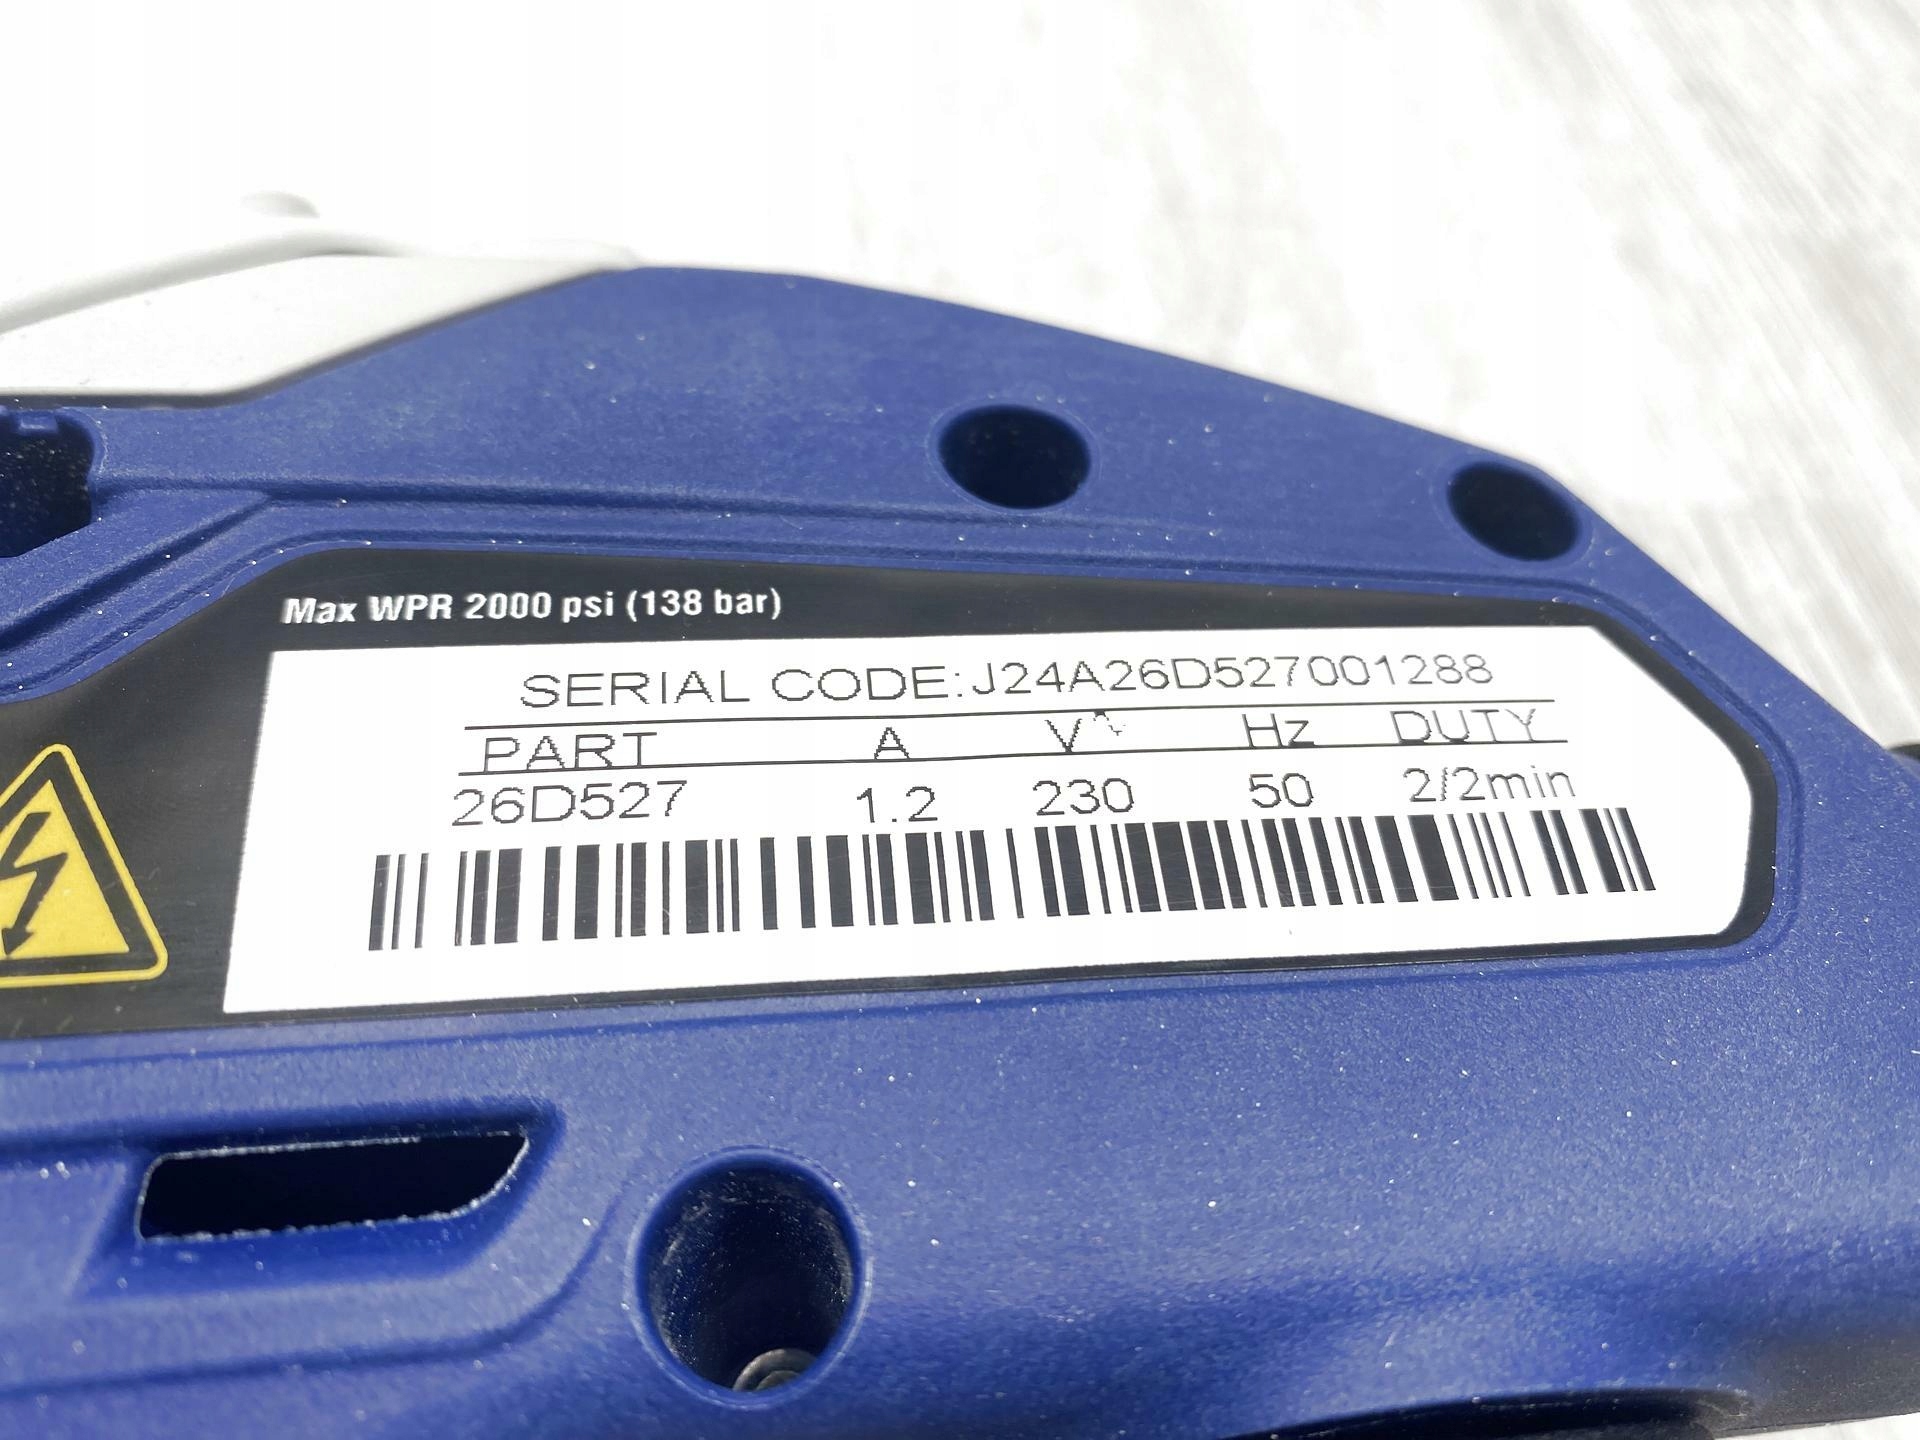 Max WPR 2000 psi (138 bar)
SERIAL CODE:J24A26D527001288
PART A V~ Hz DUTY
26D527 1.2 230 50 2/2min